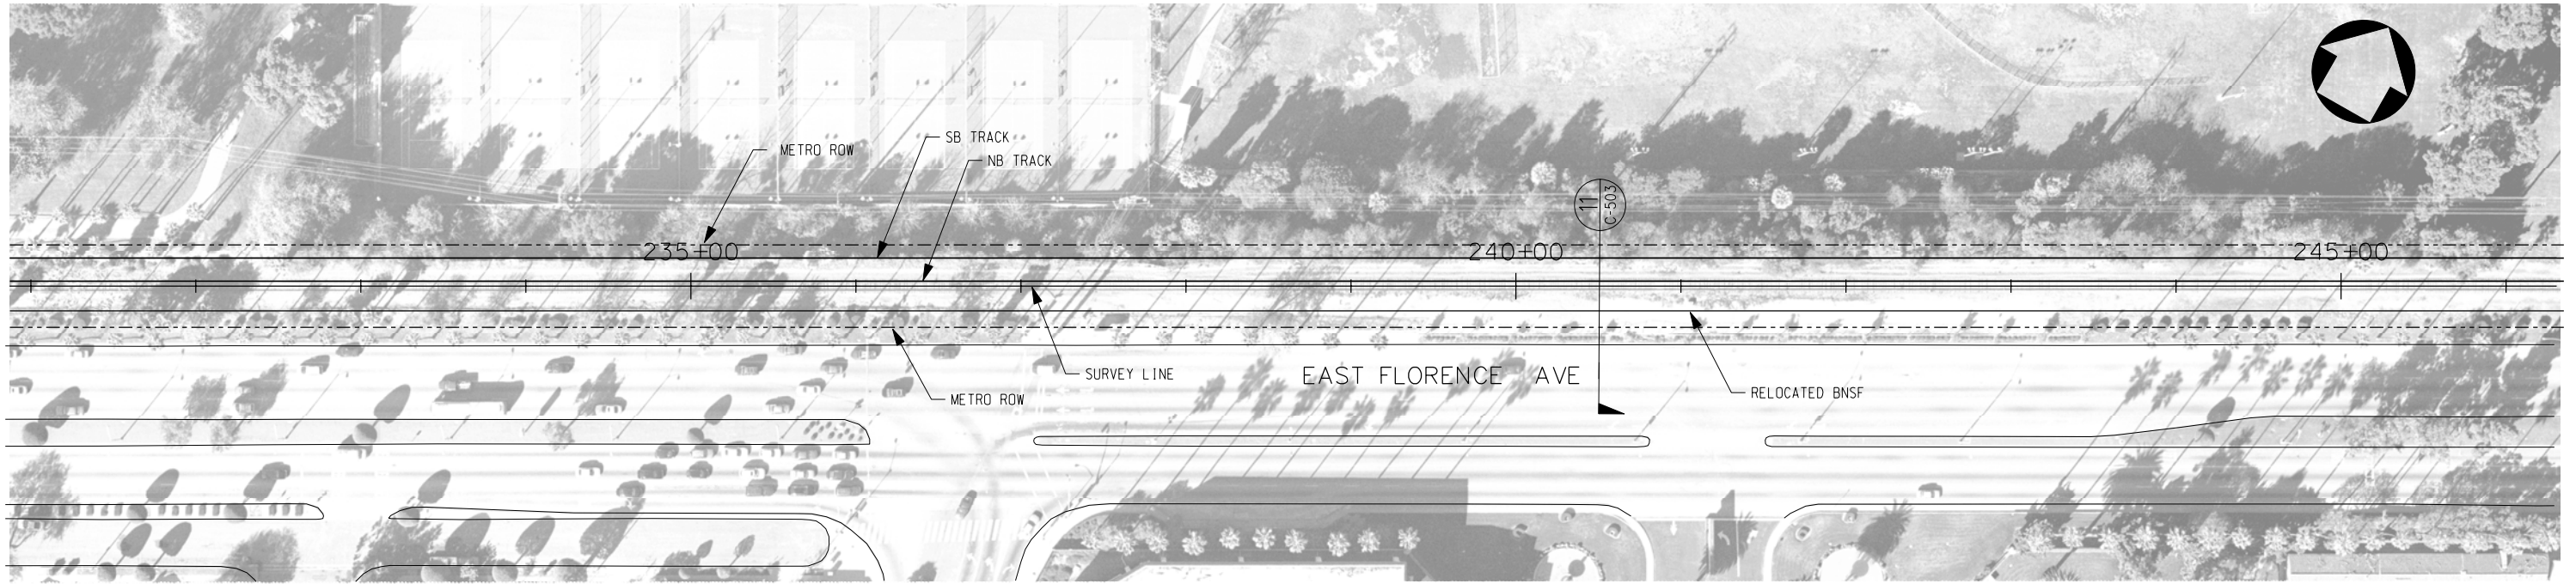 SB TRACK
METRO ROW
NB TRACK
11
C-503
235+00
240+00
245+00
EAST FLORENCE AVE
SURVEY LINE
RELOCATED BNSF
METRO ROW